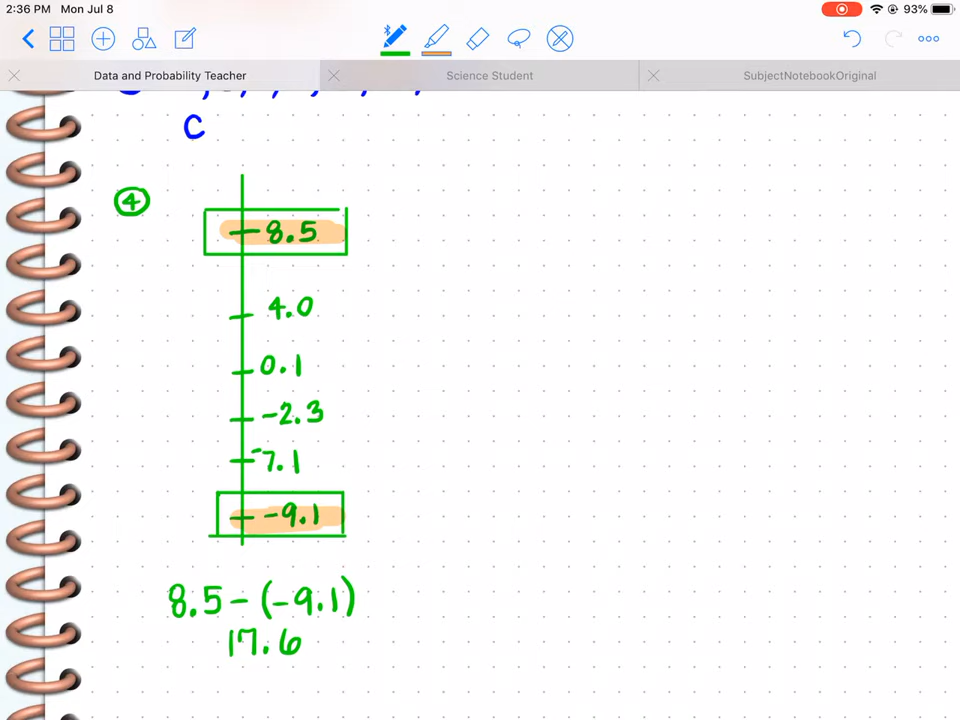 2:36 PM Mon Jul 8
93%
Data and Probability Teacher
Science Student
SubjectNotebookOriginal
C
4
8.5
4.0
0.1
-2.3
-7.1
-9.1
8.5-(-9.1)
17.6